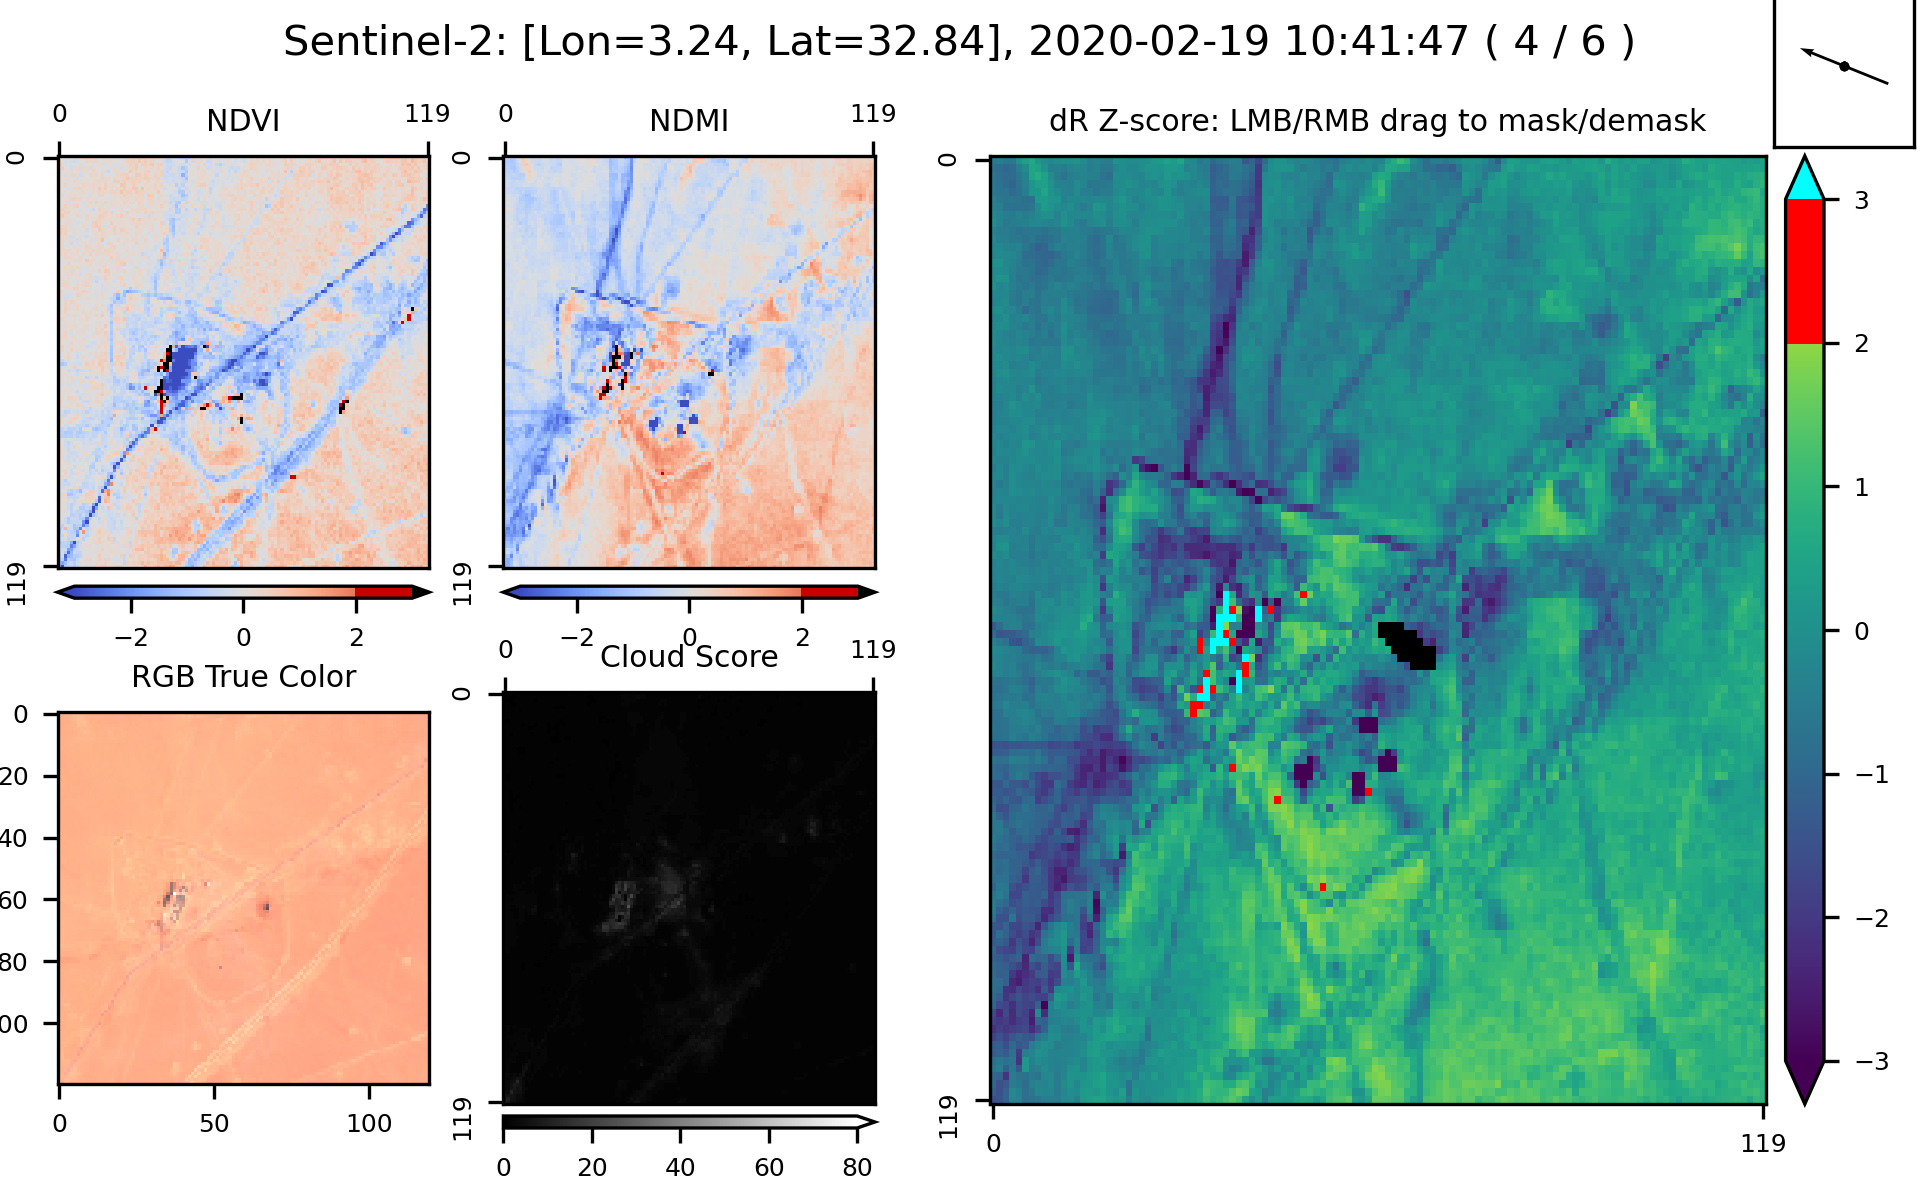 Sentinel-2: [Lon=3.24, Lat=32.84], 2020-02-19 10:41:47 ( 4 / 6 )
0 NDVI 119
0
119
−2 0 2
0 NDMI 119
0
119
−2 0 2
dR Z-score: LMB/RMB drag to mask/demask
0
119
0 119
3
2
1
0
−1
−2
−3
RGB True Color
0
20
40
60
80
00
0 50 100
0 Cloud Score 119
0
119
0 20 40 60 80